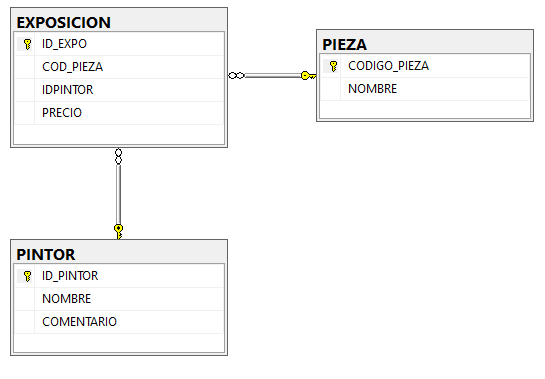 EXPOSICION
ID_EXPO
COD_PIEZA
IDPINTOR
PRECIO
PIEZA
CODIGO_PIEZA
NOMBRE
PINTOR
ID_PINTOR
NOMBRE
COMENTARIO